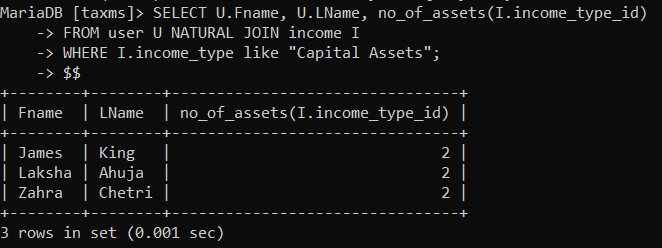 MariaDB [taxms]> SELECT U.Fname, U.LName, no_of_assets(I.income_type_id)
    -> FROM user U NATURAL JOIN income I
    -> WHERE I.income_type like "Capital Assets";
    -> $$
+---------+--------+--------------------------------+
| Fname  | LName  | no_of_assets(I.income_type_id) |
+---------+--------+--------------------------------+
| James  | King   |                              2 |
| Laksha | Ahuja  |                              2 |
| Zahra  | Chetri |                              2 |
+---------+--------+--------------------------------+
3 rows in set (0.001 sec)